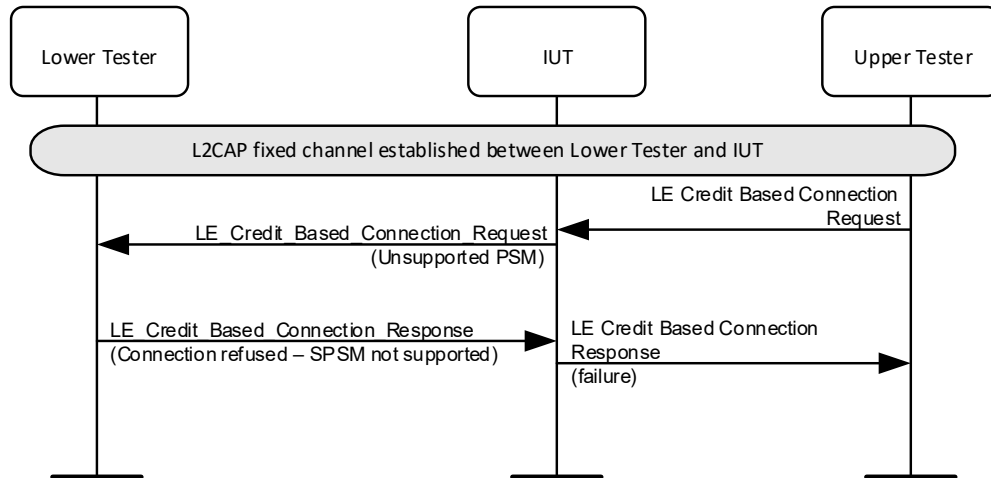 Lower Tester
IUT
Upper Tester
L2CAP fixed channel established between Lower Tester and IUT
LE Credit Based Connection
Request
LE_Credit_Based_Connection_Request
(Unsupported PSM)
LE_Credit_Based_Connection_Response
(Connection refused – SPSM not supported)
LE Credit Based Connection
Response
(failure)